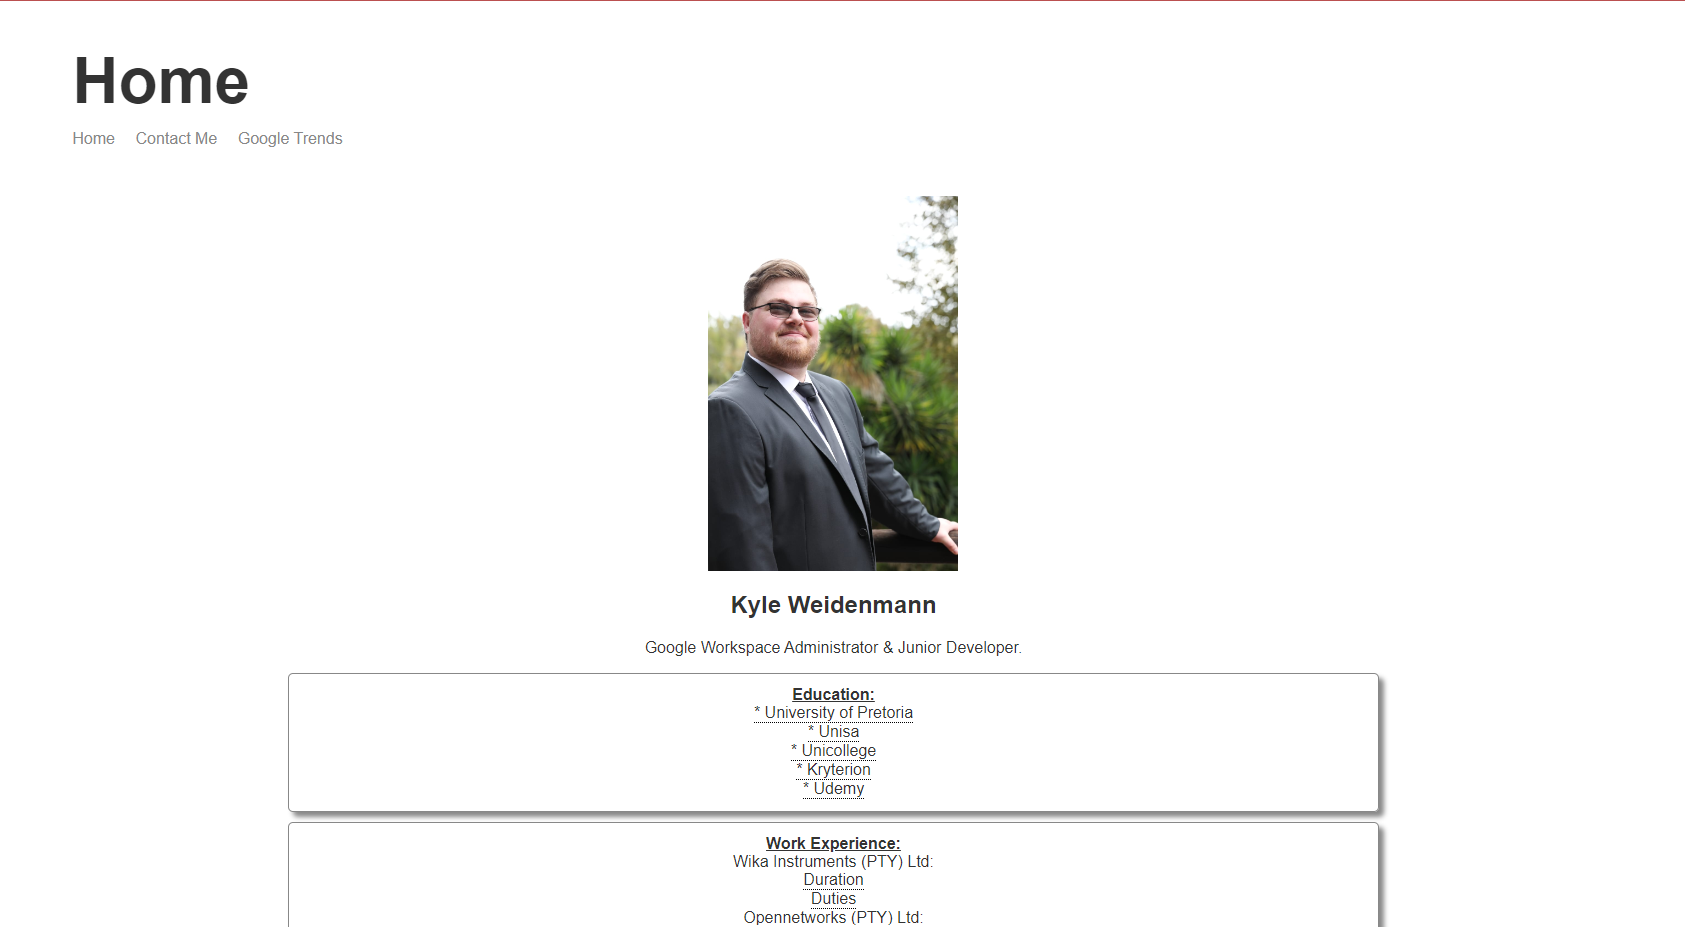 Home
Home Contact Me Google Trends
Kyle Weidenmann
Google Workspace Administrator & Junior Developer.
Education:
* University of Pretoria
* Unisa
* Unicollege
* Kryterion
* Udemy
Work Experience:
Wika Instruments (PTY) Ltd:
Duration
Duties
Opennetworks (PTY) Ltd: